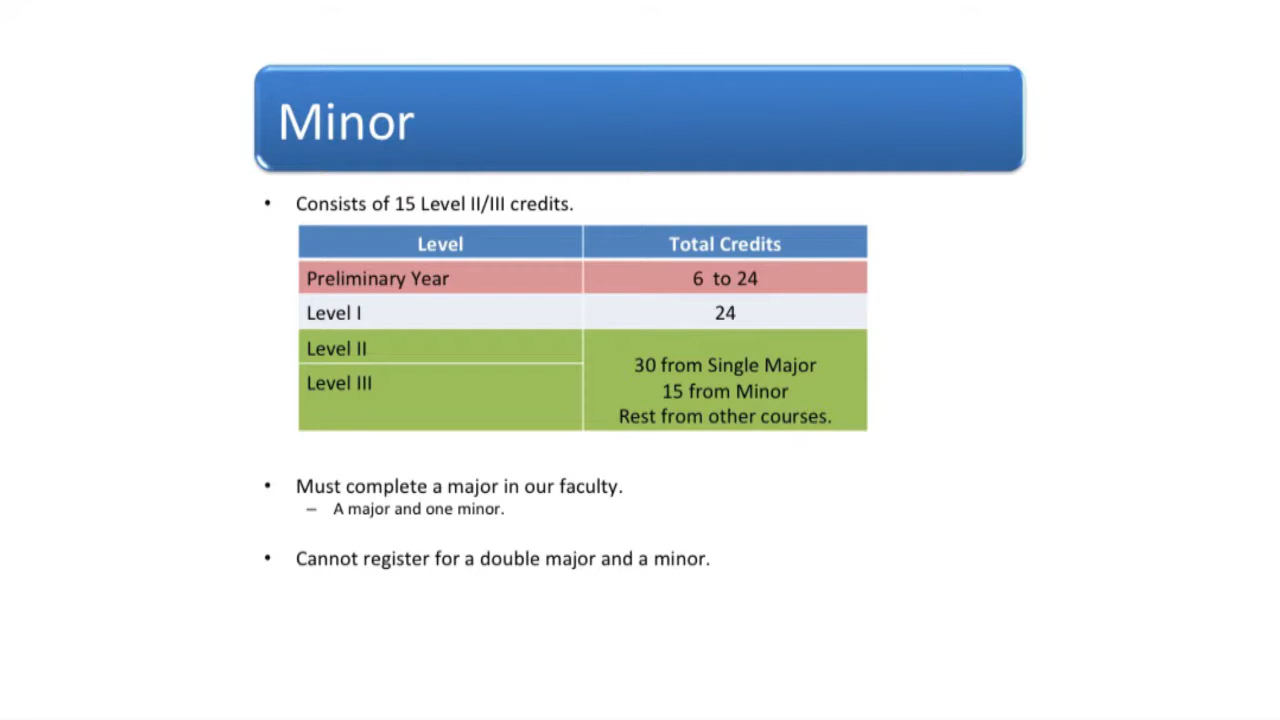 Minor
• Consists of 15 Level II/III credits.
Level Total Credits
Preliminary Year 6 to 24
Level I 24
Level II
Level III
30 from Single Major
15 from Minor
Rest from other courses.
• Must complete a major in our faculty.
– A major and one minor.
• Cannot register for a double major and a minor.